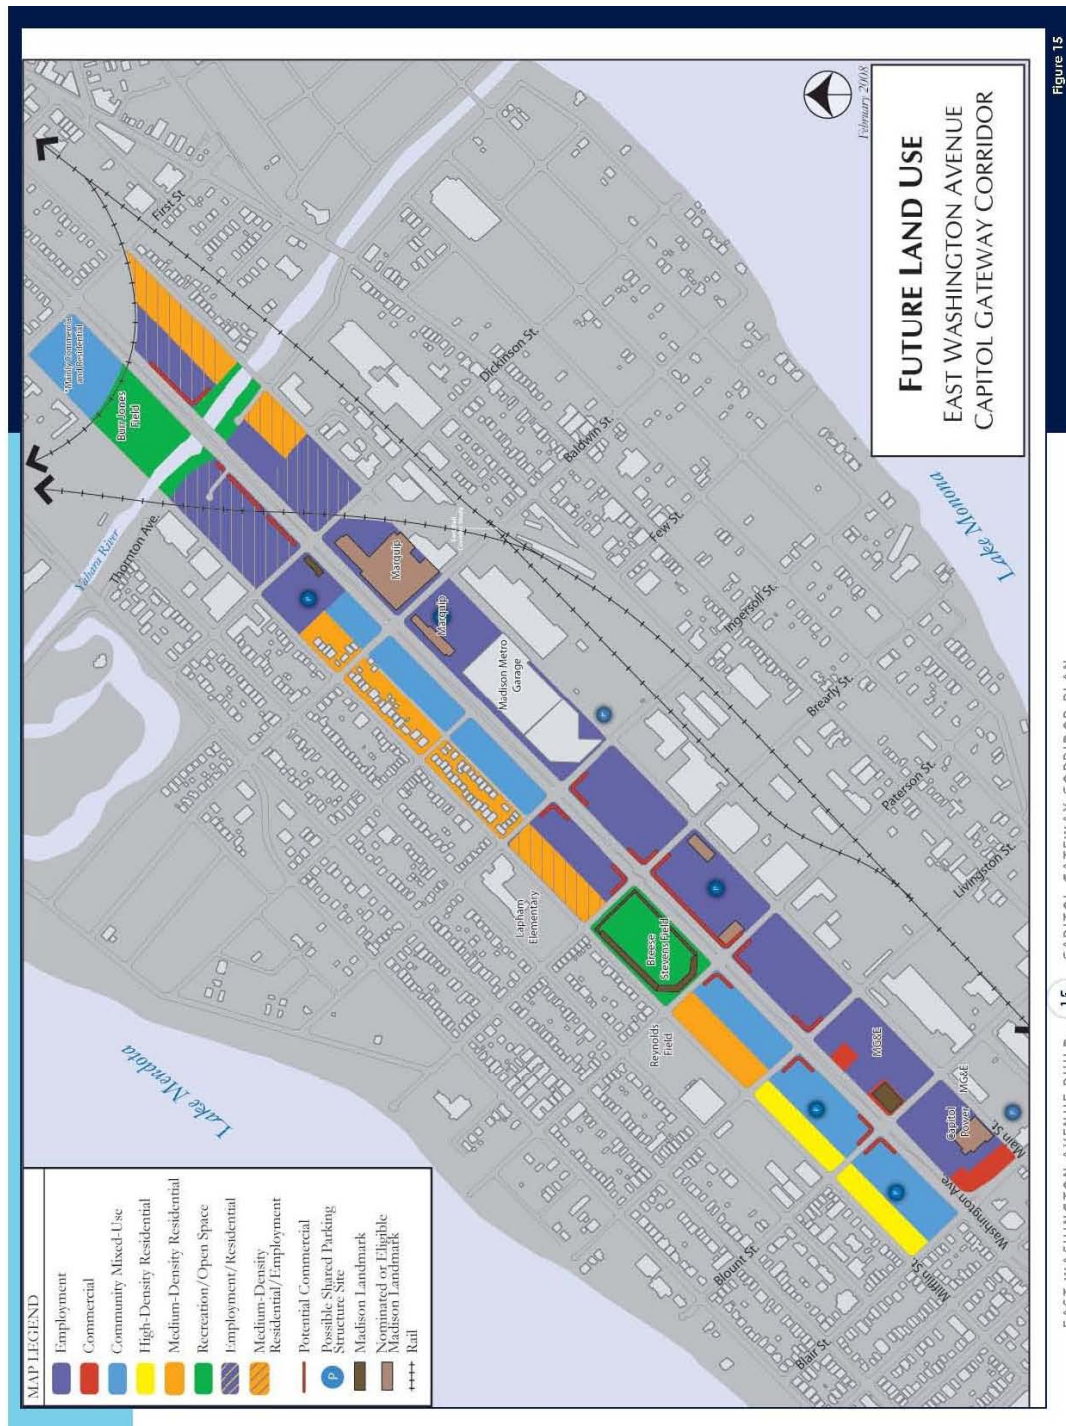 Figure 15
FUTURE LAND USE
EAST WASHINGTON AVENUE
CAPITOL GATEWAY CORRIDOR
February 2008
MAP LEGEND
Employment
Commercial
Community Mixed-Use
High-Density Residential
Medium-Density Residential
Recreation/Open Space
Employment/Residential
Medium-Density
Residential/Employment
Potential Commercial
Possible Shared Parking
Structure Site
P
Madison Landmark
Nominated or Eligible
Madison Landmark
Rail
Lake Mendota
Lake Monona
Yahara River
Thornton Ave.
First St
*Mainly Commercial
and Residential
Burr Jones
Field
Dickinson St.
Baldwin St.
Few St.
Ingersoll St.
Brearly St.
Paterson St.
Livingston St.
Marquip
Marquip
Madison Metro
Garage
Lapham
Elementary
Breese
Stevens Field
Reynolds
Field
MG&E
MG&E
Capitol
Power
Main St.
Washington Ave.
Mifflin St.
Blount St.
Blair St.
P
P
P
P
P
P